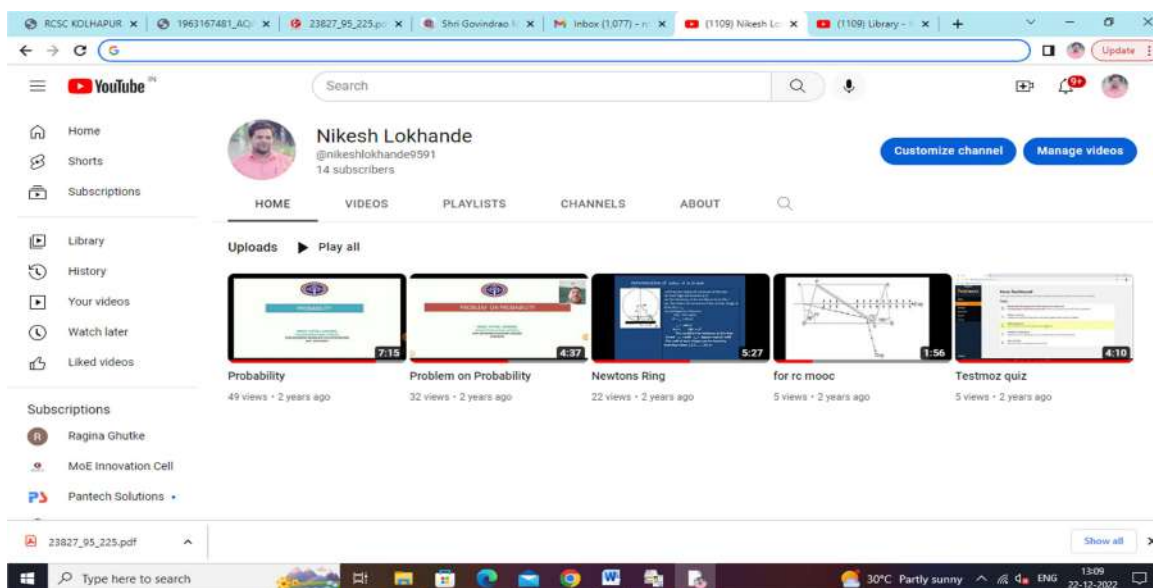 RCSC KOLHAPUR
1963167481_AQ
23827_95_225.p
Shri Govindrao
Inbox (1,077) -
(1109) Nikesh Lo
(1109) Library -
Update
YouTube IN
Search
9+
Home
Shorts
Subscriptions
Library
History
Your videos
Watch later
Liked videos
Subscriptions
Ragina Ghutke
MoE Innovation Cell
Pantech Solutions
Nikesh Lokhande
@nikeshlokhande9591
14 subscribers
Customize channel
Manage videos
HOME VIDEOS PLAYLISTS CHANNELS ABOUT
Uploads Play all
PROBABILITY
PROBLEM ON PROBABILITY
7:15 4:37 5:27 1:56 4:10
Probability Problem on Probability Newtons Ring for rc mooc Testmoz quiz
49 views • 2 years ago 32 views • 2 years ago 22 views • 2 years ago 5 views • 2 years ago 5 views • 2 years ago
23827_95_225.pdf
Show all
Type here to search
30°C Partly sunny
ENG
13:09
22-12-2022